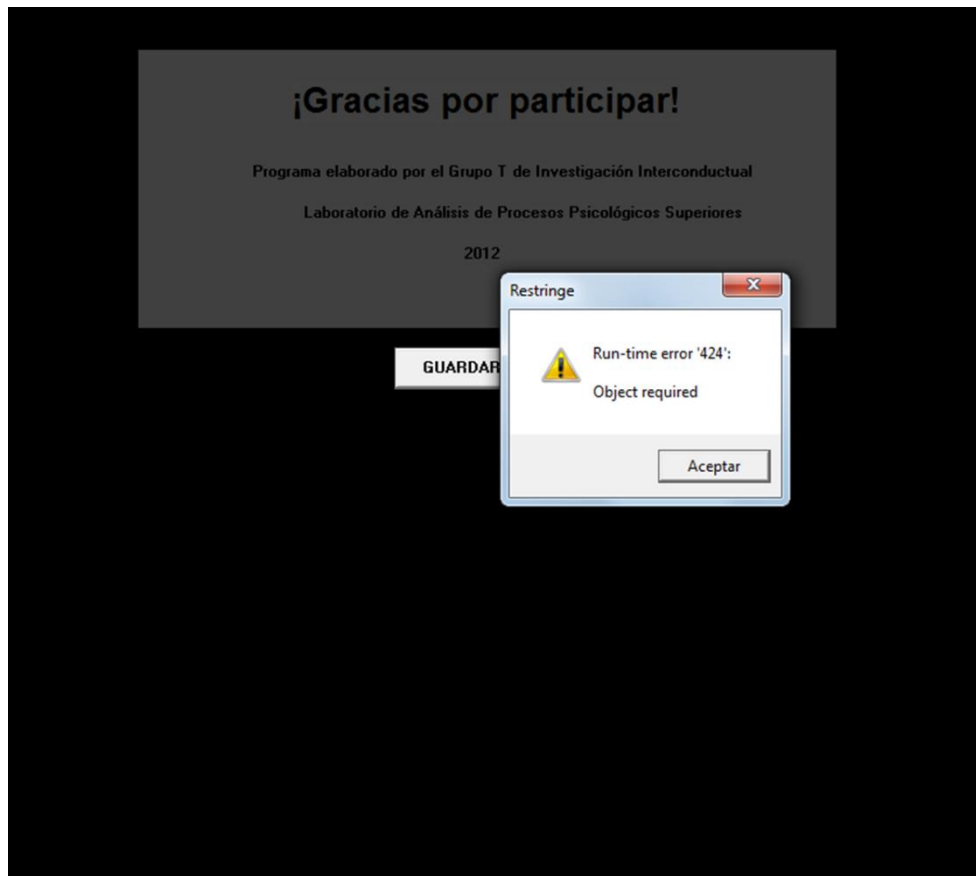 ¡Gracias por participar!
Programa elaborado por el Grupo T de Investigación Interconductual
Laboratorio de Análisis de Procesos Psicológicos Superiores
2012
Restringe
Run-time error '424':
Object required
Aceptar
GUARDAR